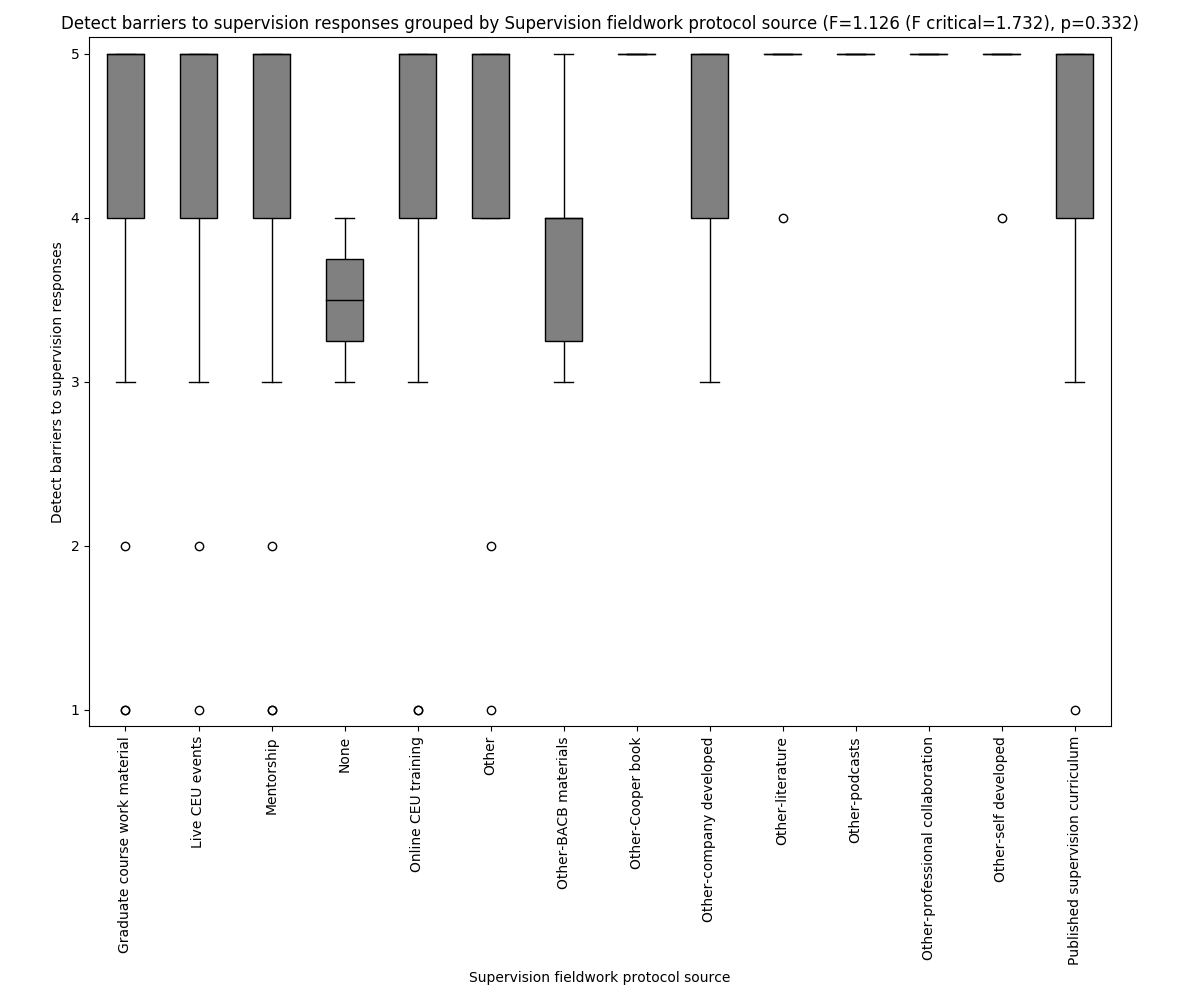 Detect barriers to supervision responses grouped by Supervision fieldwork protocol source (F=1.126 (F critical=1.732), p=0.332)
Detect barriers to supervision responses
5
4
3
2
1
Graduate course work material
Live CEU events
Mentorship
None
Online CEU training
Other
Other-BACB materials
Other-Cooper book
Other-company developed
Other-literature
Other-podcasts
Other-professional collaboration
Other-self developed
Published supervision curriculum
Supervision fieldwork protocol source